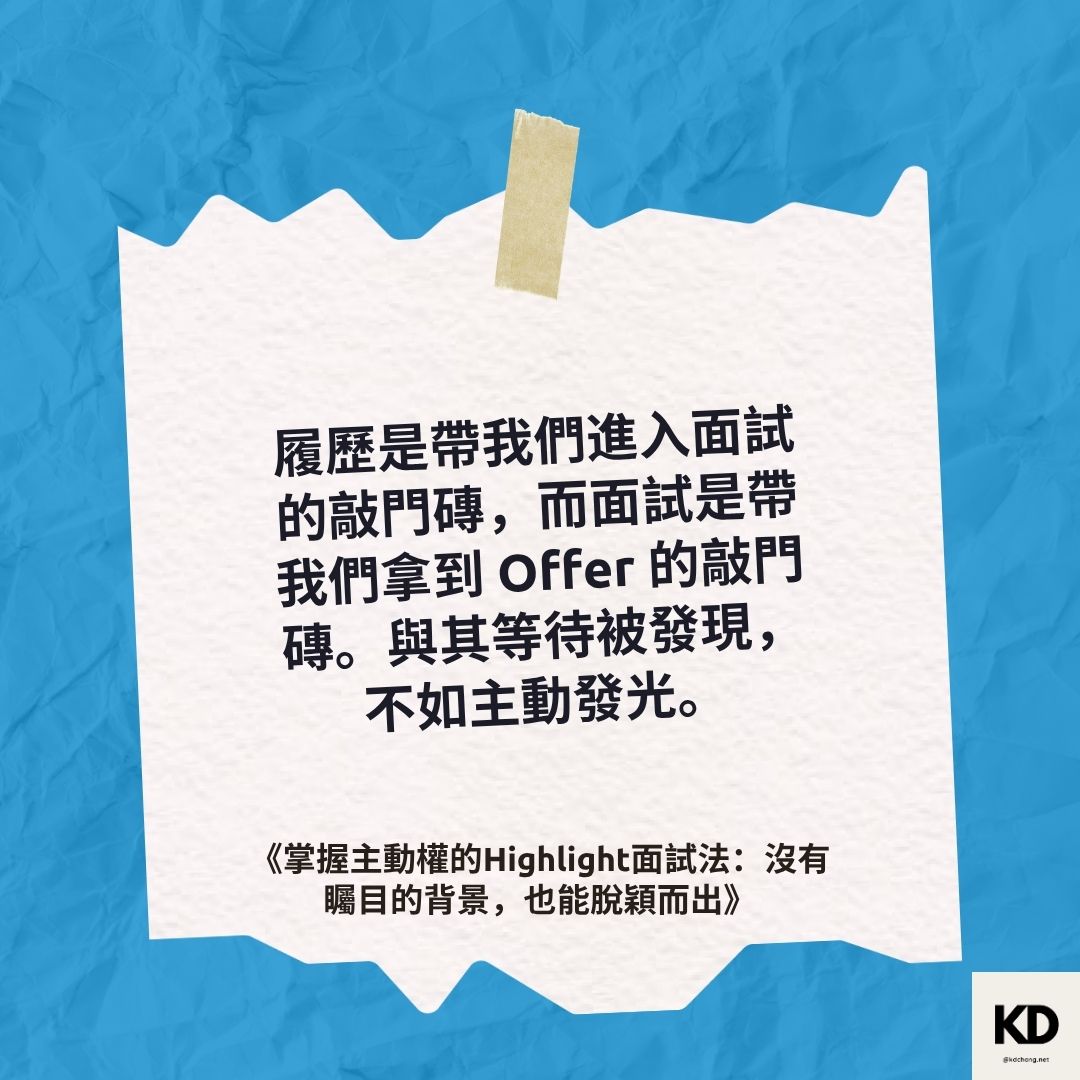 履歷是帶我們進入面試
的敲門磚，而面試是帶
我們拿到 Offer 的敲門
磚。與其等待被發現，
不如主動發光。
《掌握主動權的Highlight面試法：沒有
矚目的背景，也能脫穎而出》
KD
@kdchong.net